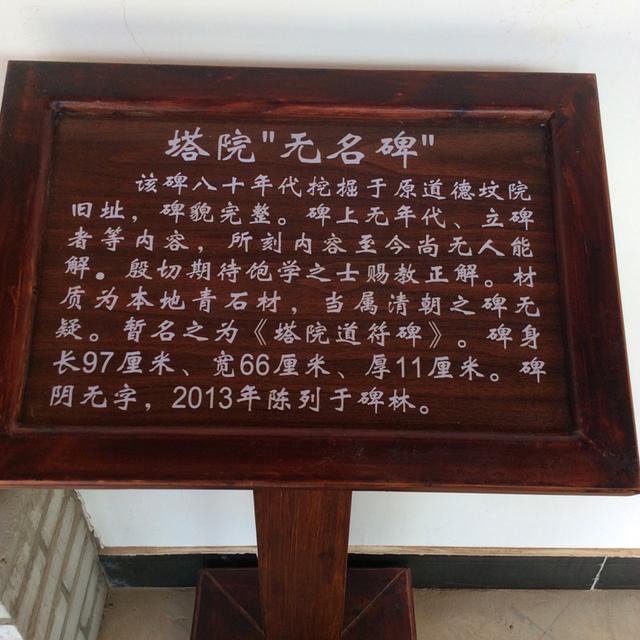 塔院"无名碑"
该碑八十年代挖掘于原道德坟院
旧址，碑貌完整。碑上无年代、立碑
者等内容，所刻内容至今尚无人能
解。殷切期待饱学之士赐教正解。材
质为本地青石材，当属清朝之碑无
疑。暂名之为《塔院道符碑》。碑身
长97厘米、宽66厘米、厚11厘米。碑
阴无字，2013年陈列于碑林。